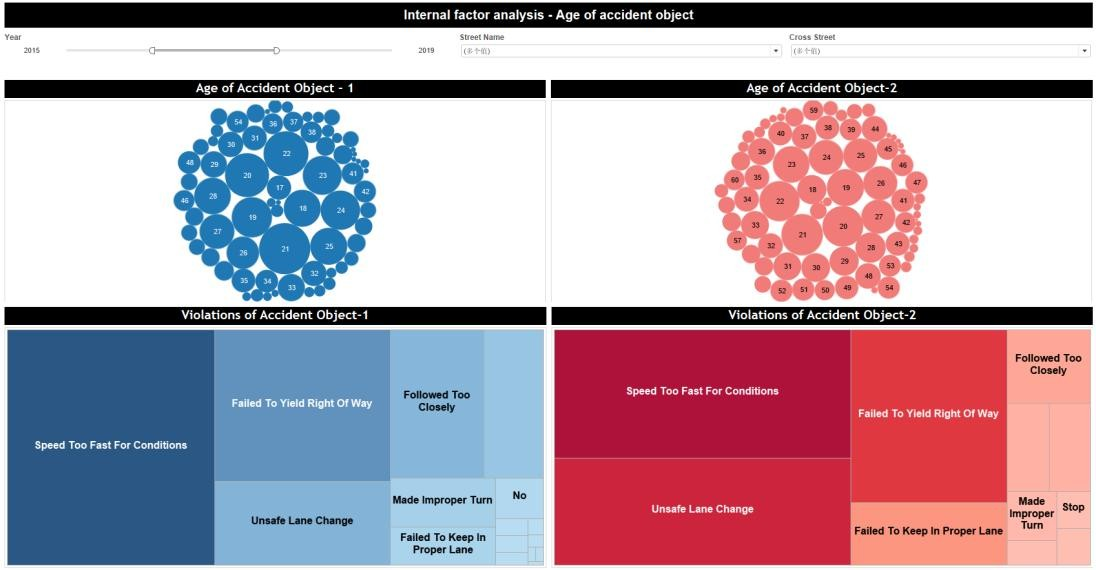 Internal factor analysis - Age of accident object
Year
Street Name
Cross Street
2015
2019
(多个值)
(多个值)
Age of Accident Object - 1
Age of Accident Object-2
54
36
37
38
31
30
22
48
29
20
23
41
17
42
28
46
18
24
19
27
21
25
26
32
35
34
33
59
40
37
38
39
44
36
24
25
45
23
46
60
35
18
19
26
47
34
22
41
33
20
27
42
57
32
21
28
43
31
30
29
53
48
52
51
50
49
54
Violations of Accident Object-1
Violations of Accident Object-2
Speed Too Fast For Conditions
Failed To Yield Right Of Way
Followed Too
Closely
Unsafe Lane Change
Made Improper Turn
No
Failed To Keep In
Proper Lane
Speed Too Fast For Conditions
Unsafe Lane Change
Failed To Yield Right Of Way
Failed To Keep In Proper Lane
Followed Too
Closely
Made
Improper
Turn
Stop